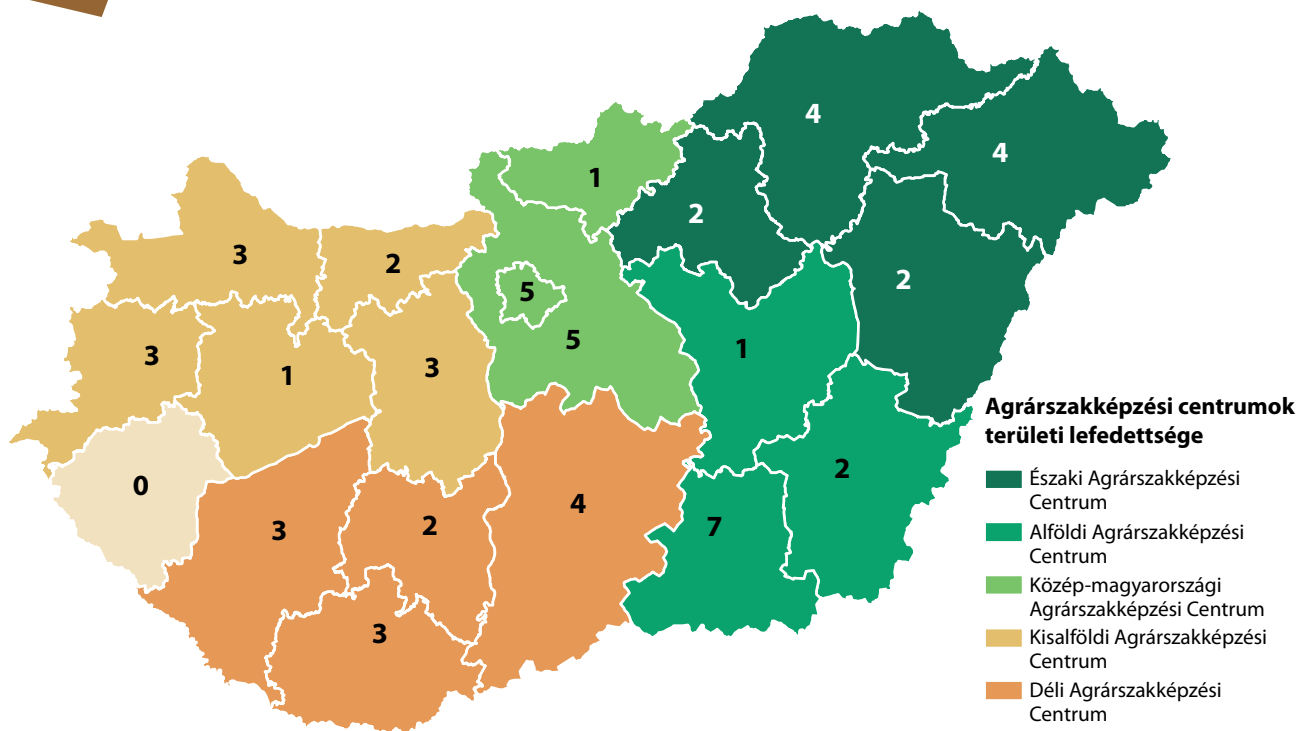 4
4
1
2
3
2
2
5
5
1
3
1
3
Agrárszakképzési centrumok
területi lefedettsége
2
0
Északi Agrárszakképzési
Centrum
4
3
2
7
Alföldi Agrárszakképzési
Centrum
Közép-magyarországi
Agrárszakképzési Centrum
3
Kisalföldi Agrárszakképzési
Centrum
Déli Agrárszakképzési
Centrum